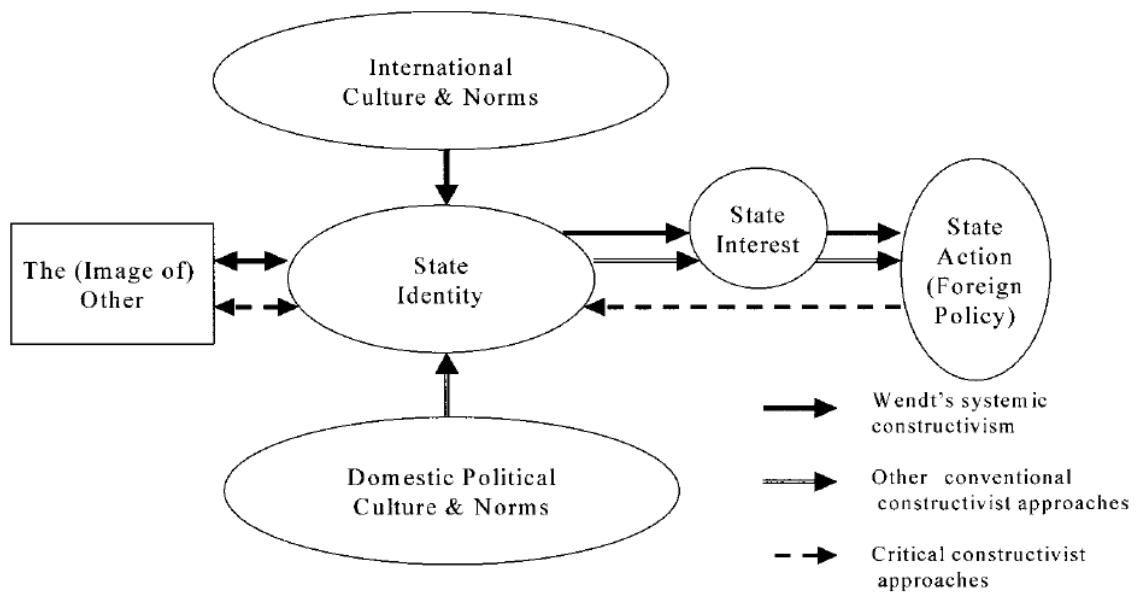 International
Culture & Norms
The (Image of)
Other
State
Identity
State
Interest
State
Action
(Foreign
Policy)
Domestic Political
Culture & Norms
Wendt's systemic
constructivism
Other conventional
constructivist approaches
Critical constructivist
approaches